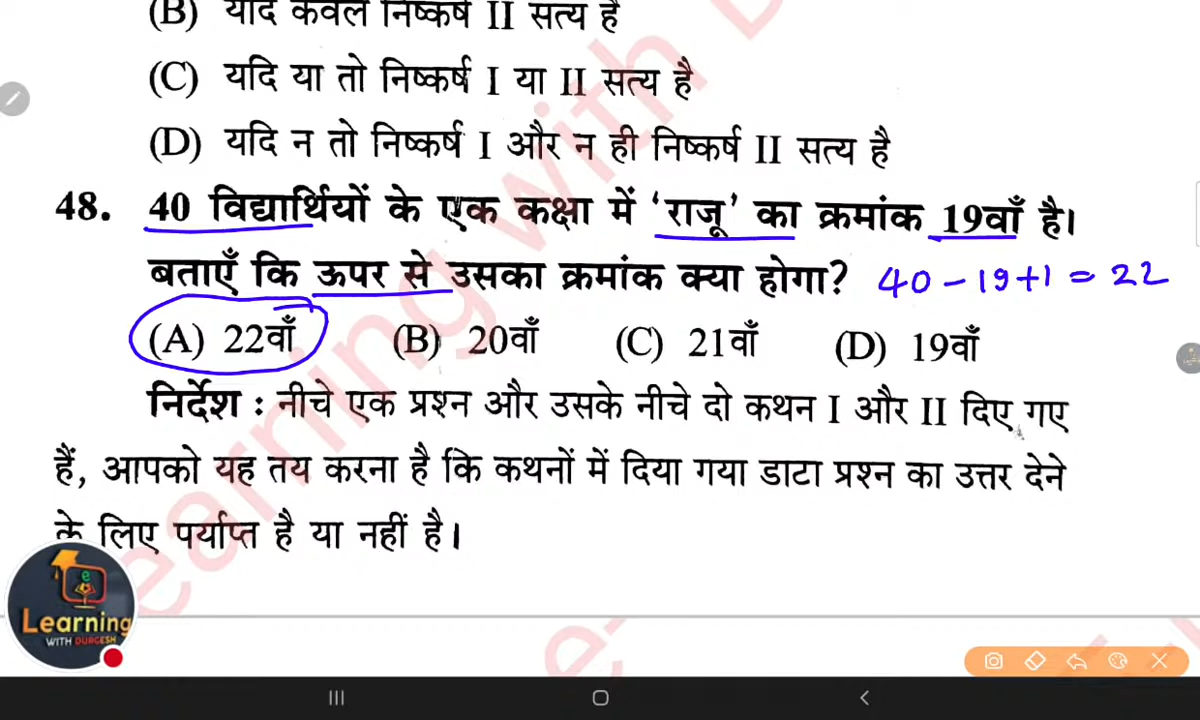 (B) यदि केवल निष्कर्ष II सत्य है
(C) यदि या तो निष्कर्ष I या II सत्य है
(D) यदि न तो निष्कर्ष I और न ही निष्कर्ष II सत्य है
48. 40 विद्यार्थियों के एक कक्षा में ‘राजू’ का क्रमांक 19वाँ है।
बताएँ कि ऊपर से उसका क्रमांक क्या होगा? 40 - 19 + 1 = 22
(A) 22वाँ (B) 20वाँ (C) 21वाँ (D) 19वाँ
निर्देश : नीचे एक प्रश्न और उसके नीचे दो कथन I और II दिए गए
हैं, आपको यह तय करना है कि कथनों में दिया गया डाटा प्रश्न का उत्तर देने
के लिए पर्याप्त है या नहीं है।
e
Learning
WITH DURGESH
e-Learning with D